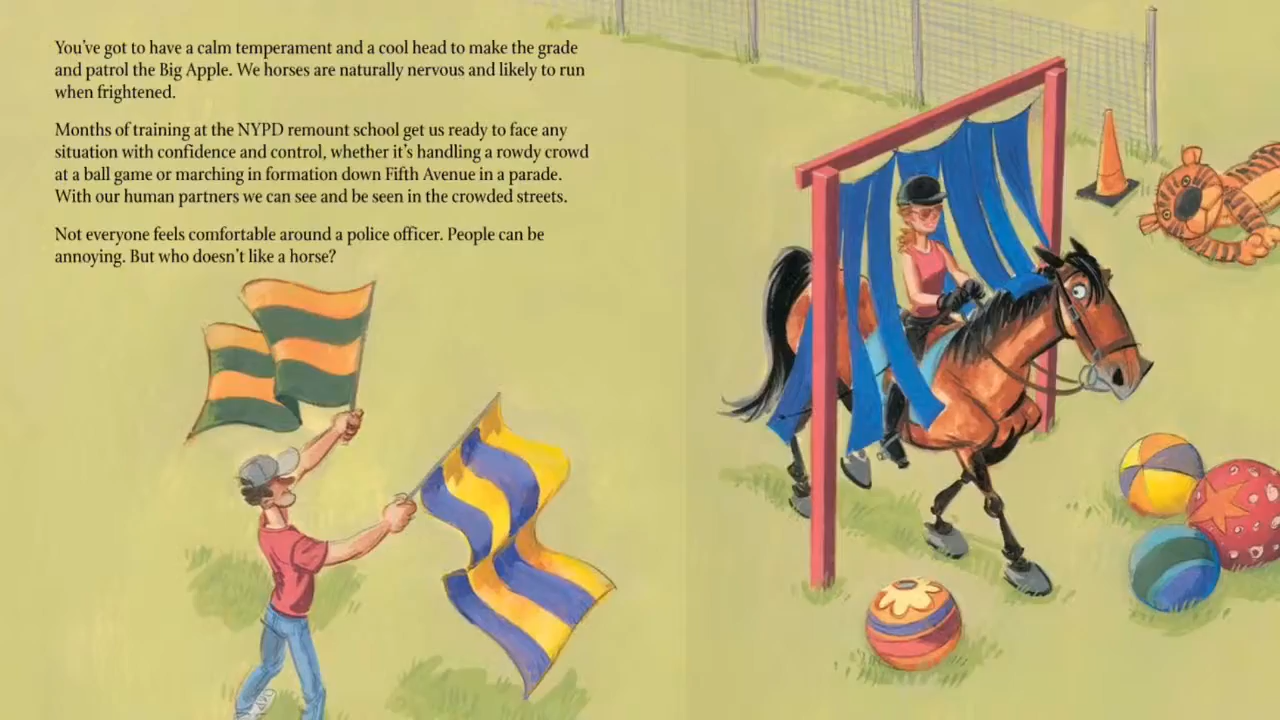 You’ve got to have a calm temperament and a cool head to make the grade
and patrol the Big Apple. We horses are naturally nervous and likely to run
when frightened.
Months of training at the NYPD remount school get us ready to face any
situation with confidence and control, whether it’s handling a rowdy crowd
at a ball game or marching in formation down Fifth Avenue in a parade.
With our human partners we can see and be seen in the crowded streets.
Not everyone feels comfortable around a police officer. People can be
annoying. But who doesn’t like a horse?